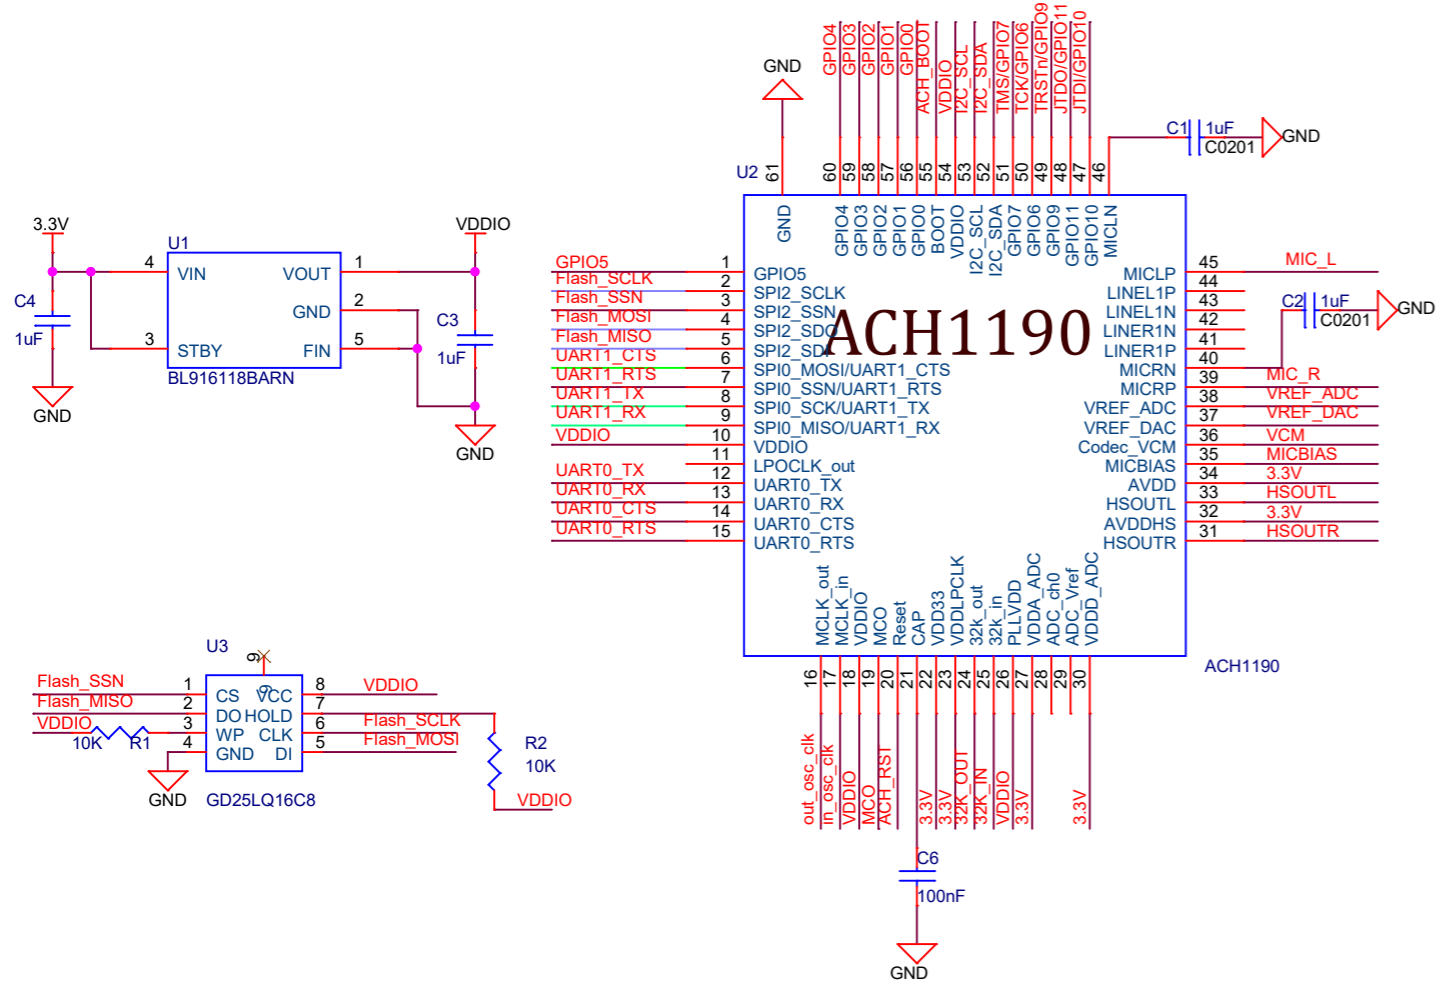 GPIO4
GPIO3
GPIO2
GPIO1
GPIO0
ACH_BOOT
VDDIO
I2C_SCL
I2C_SDA
TMS/GPIO7
TCK/GPIO6
TRSTn/GPIO9
JTDO/GPIO11
JTDI/GPIO10
GND
C1 1uF
C0201
GND
U2
61
60
59
58
57
56
55
54
53
52
51
50
49
48
47
46
GND
GPIO4
GPIO3
GPIO2
GPIO1
GPIO0
BOOT
VDDIO
I2C_SCL
I2C_SDA
GPIO7
GPIO6
GPIO9
GPIO11
GPIO10
MICLN
3.3V
U1
VDDIO
4 VIN VOUT 1
GND 2
3 STBY FIN 5
BL916118BARN
C4
1uF
GND
C3
1uF
GND
GPIO5 1 GPIO5
Flash_SCLK 2 SPI2_SCLK
Flash_SSN 3 SPI2_SSN
Flash_MOSI 4 SPI2_SDO
Flash_MISO 5 SPI2_SDI
UART1_CTS 6 SPI0_MOSI/UART1_CTS
UART1_RTS 7 SPI0_SSN/UART1_RTS
UART1_TX 8 SPI0_SCK/UART1_TX
UART1_RX 9 SPI0_MISO/UART1_RX
VDDIO 10 VDDIO
11 LPOCLK_out
UART0_TX 12 UART0_TX
UART0_RX 13 UART0_RX
UART0_CTS 14 UART0_CTS
UART0_RTS 15 UART0_RTS
ACH1190
MICLP 45 MIC_L
LINEL1P 44
LINEL1N 43
LINER1N 42
LINER1P 41
MICRN 40
C2 1uF
C0201
GND
MICRP 39 MIC_R
VREF_ADC 38 VREF_ADC
VREF_DAC 37 VREF_DAC
Codec_VCM 36 VCM
MICBIAS 35 MICBIAS
AVDD 34 3.3V
HSOUTL 33 HSOUTL
AVDDHS 32 3.3V
HSOUTR 31 HSOUTR
MCLK_out
MCLK_in
VDDIO
MCO
Reset
CAP
VDD33
VDDLPCLK
32k_out
32k_in
PLLVDD
VDDA_ADC
ADC_ch0
ADC_Vref
VDDD_ADC
ACH1190
16
17
18
19
20
21
22
23
24
25
26
27
28
29
30
out_osc_clk
in_osc_clk
VDDIO
MCO
ACH_RST
3.3V
3.3V
32K_OUT
32K_IN
VDDIO
3.3V
3.3V
C6
100nF
GND
U3
9
9
Flash_SSN 1 CS VCC 8 VDDIO
Flash_MISO 2 DO HOLD 7
VDDIO 3 WP CLK 6 Flash_SCLK
10K R1 4 GND DI 5 Flash_MOSI
GND
GD25LQ16C8
R2
10K
VDDIO